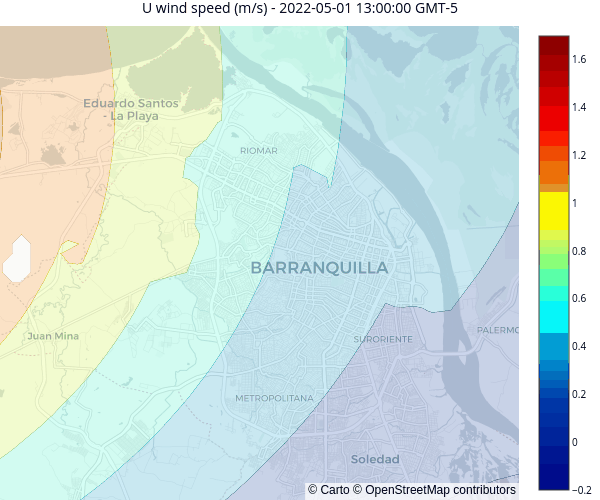 U wind speed (m/s) - 2022-05-01 13:00:00 GMT-5
Eduardo Santos
- La Playa
RIOMAR
BARRANQUILLA
Juan Mina
SURORIENTE
PALERMO
METROPOLITANA
Soledad
© Carto © OpenStreetMap contributors
1.6
1.4
1.2
1
0.8
0.6
0.4
0.2
0
−0.2